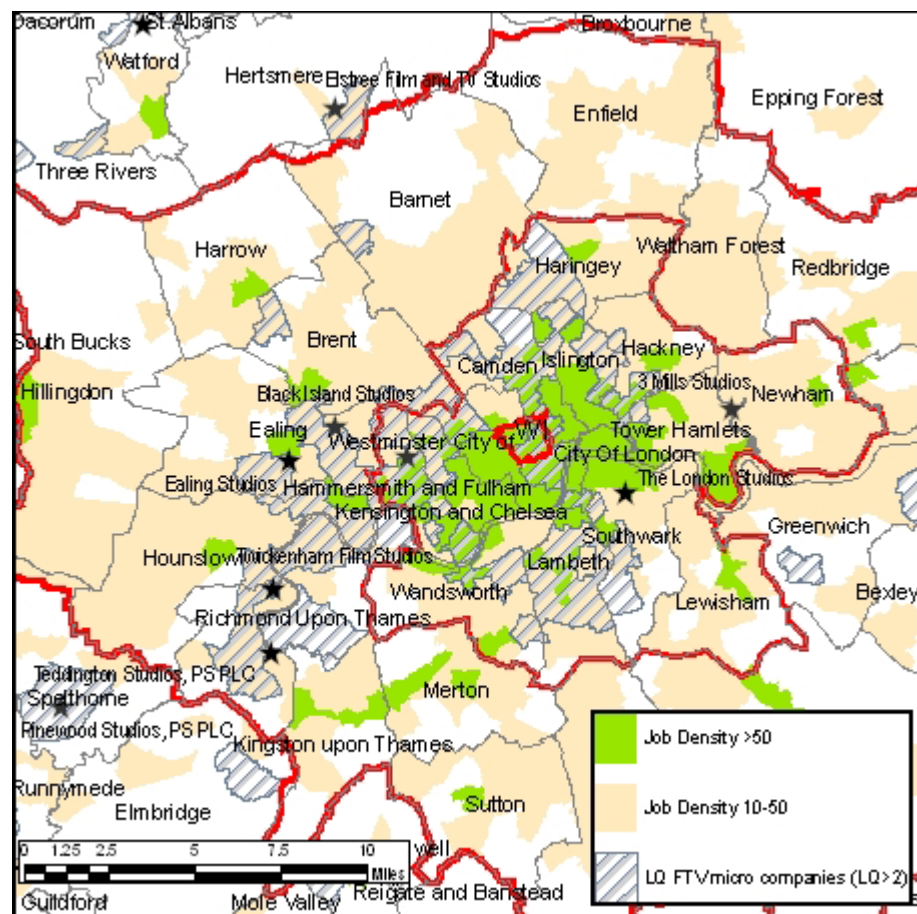 Dacorum
St.Albans
Broxbourne
Watford
Hertsmere
Elstree Film and TV Studios
Epping Forest
Enfield
Three Rivers
Barnet
Harrow
Haringey
Waltham Forest
Redbridge
South Bucks
Brent
Camden
Islington
Hackney
Hillingdon
Black Island Studios
3 Mills Studios
Newham
Ealing
Westminster City of
W1
Tower Hamlets
City Of London
Ealing Studios
Hammersmith and Fulham
The London Studios
Kensington and Chelsea
Southwark
Greenwich
Hounslow
Twickenham Film Studios
Lambeth
Wandsworth
Lewisham
Bexley
Richmond Upon Thames
Teddington Studios, PS PLC
Spelthorne
Merton
Pinewood Studios, PS PLC
Kingston upon Thames
Job Density >50
Runnymede
Elmbridge
Sutton
Job Density 10-50
0 1.25 2.5 5 7.5 10
Miles
well
LQ FTV micro companies (LQ>2)
Guildford
Mole Valley
Reigate and Banstead